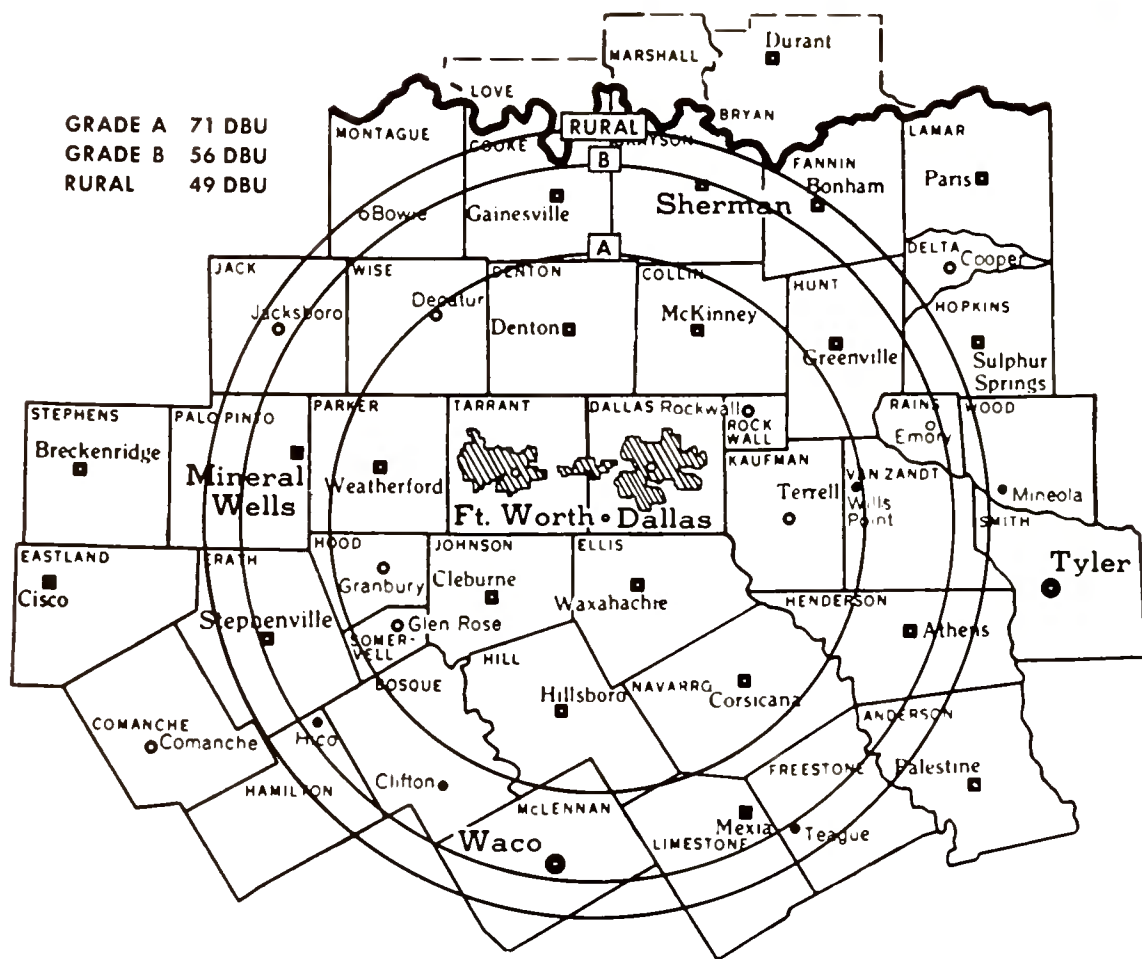 Durant
MARSHALL
LOVE
BRYAN
GRADE A 71 DBU
GRADE B 56 DBU
RURAL 49 DBU
MONTAGUE
RURAL
COOKE
LAMAR
B
FANNIN
Bonham
Paris
Bowie
Gainesville
Sherman
A
DELTA
Cooper
JACK
WISE
DENTON
COLLIN
HUNT
HOPKINS
Jacksboro
Decatur
Denton
McKinney
Greenville
Sulphur
Springs
STEPHENS
PALO PINTO
PARKER
TARRANT
DALLAS
Rockwall
ROCK
WALL
RAINS
WOOD
Emory
Breckenridge
Mineral
Wells
Weatherford
KAUFMAN
VAN ZANDT
Terrell
Wills
Point
Mineola
Ft. Worth
Dallas
SMITH
EASTLAND
ERATH
HOOD
JOHNSON
ELLIS
Tyler
Cisco
Granbury
Cleburne
Waxahachie
HENDERSON
Stephenville
Glen Rose
SOMER-
VELL
Athens
HILL
BOSQUE
Hillsboro
NAVARRO
Corsicana
ANDERSON
COMANCHE
Comanche
Hico
HAMILTON
Clifton
FREESTONE
Palestine
McLENNAN
Mexia
Teague
Waco
LIMESTONE